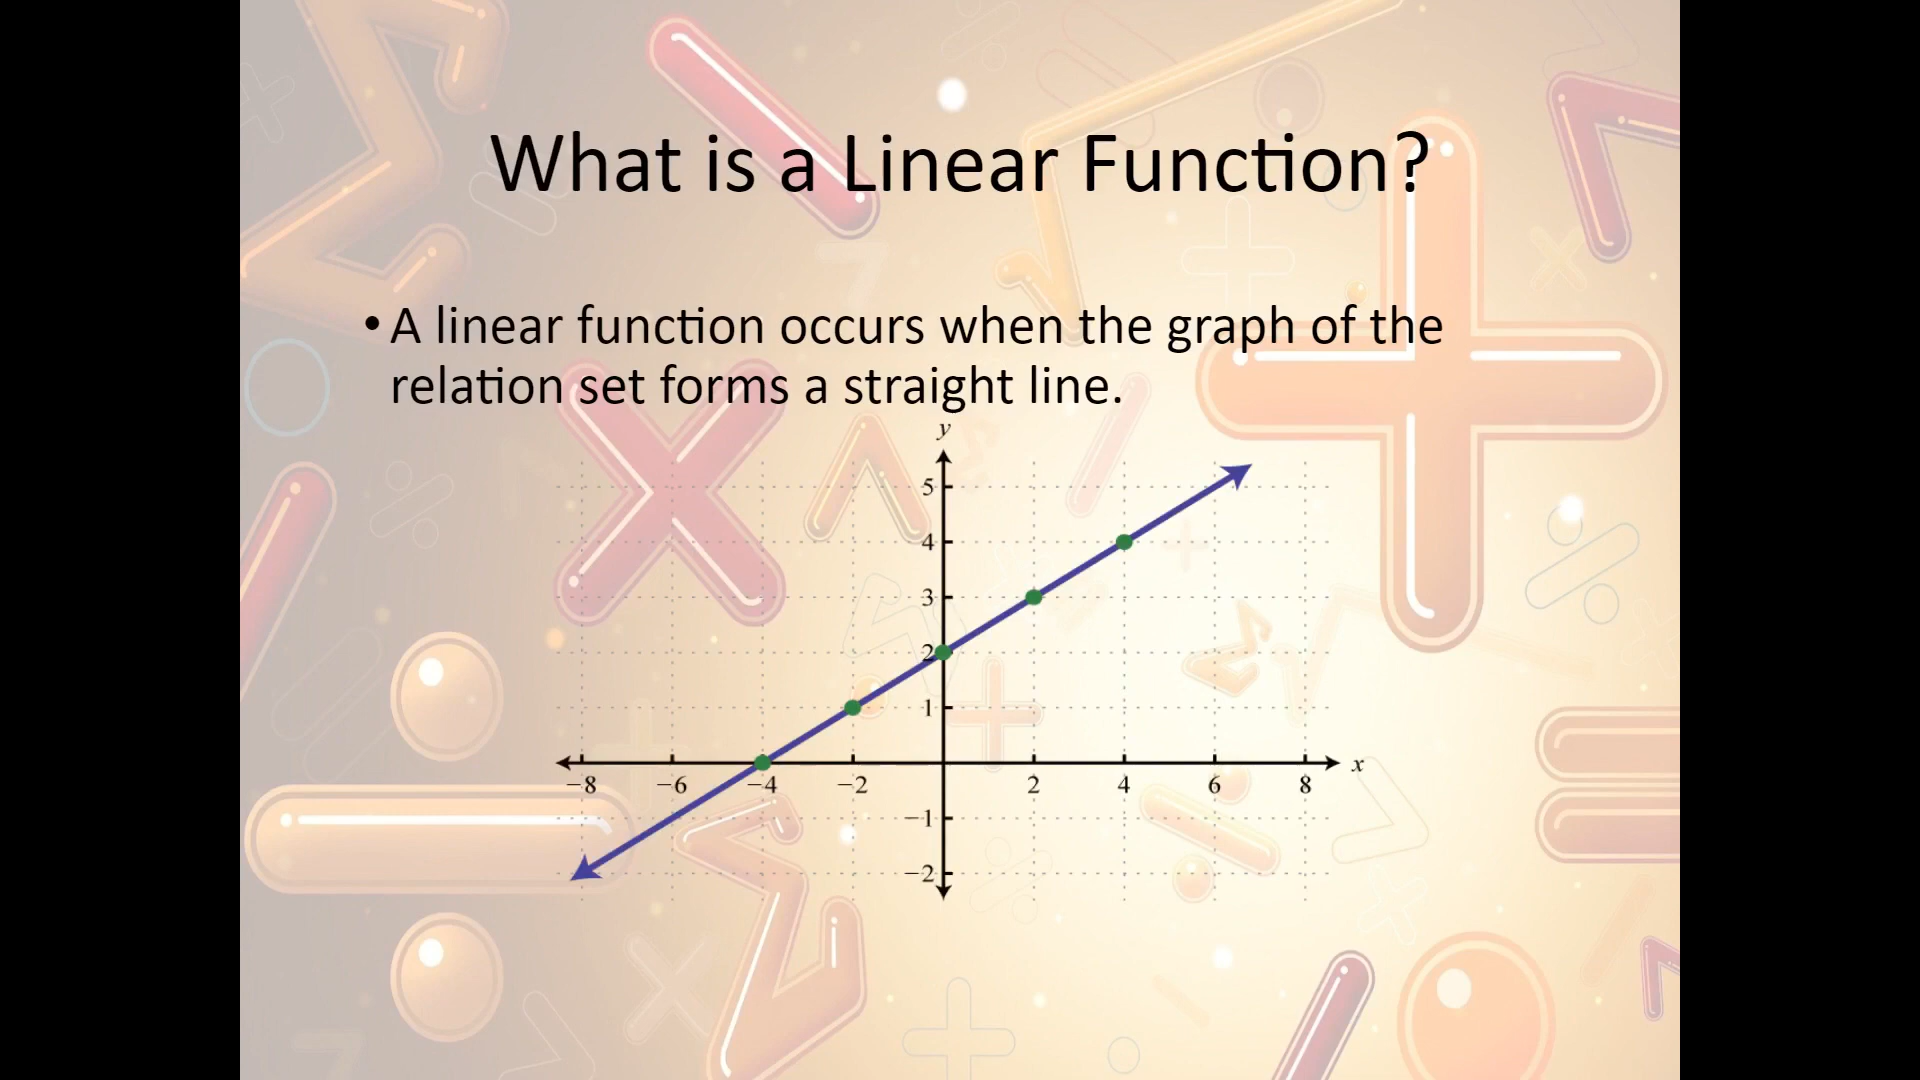 What is a Linear Function?
• A linear function occurs when the graph of the
relation set forms a straight line.
y
5
4
3
2
1
−8 −6 −4 −2 2 4 6 8 x
−1
−2